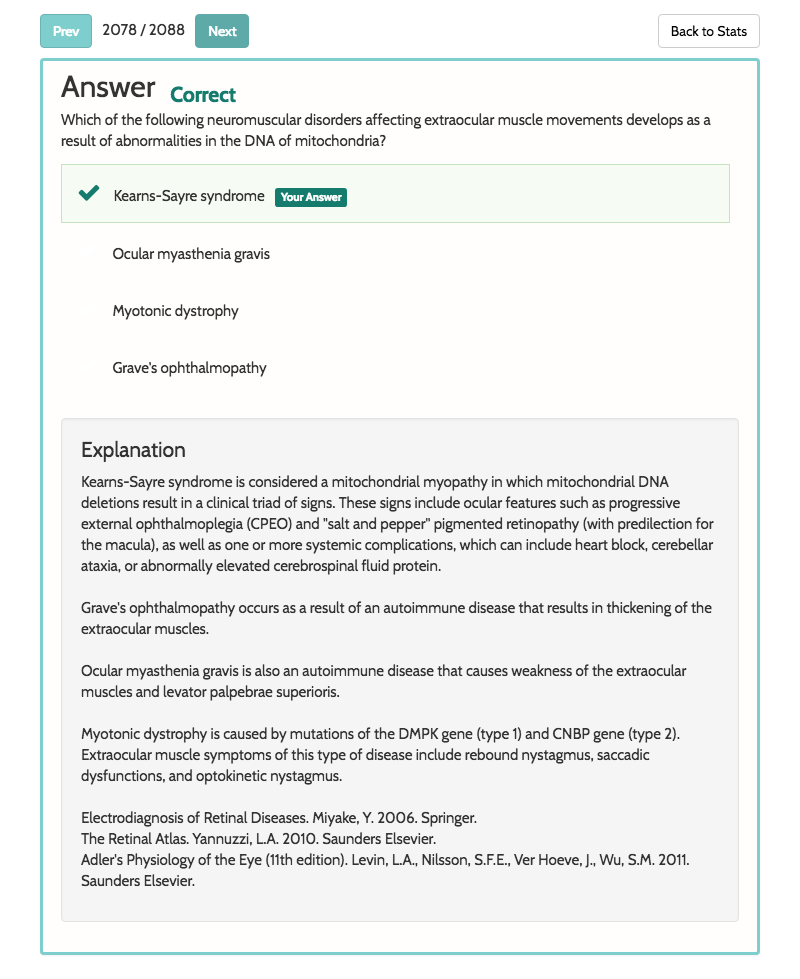 Prev 2078 / 2088 Next Back to Stats
Answer Correct
Which of the following neuromuscular disorders affecting extraocular muscle movements develops as a
result of abnormalities in the DNA of mitochondria?
Kearns-Sayre syndrome Your Answer
Ocular myasthenia gravis
Myotonic dystrophy
Grave's ophthalmopathy
Explanation
Kearns-Sayre syndrome is considered a mitochondrial myopathy in which mitochondrial DNA
deletions result in a clinical triad of signs. These signs include ocular features such as progressive
external ophthalmoplegia (CPEO) and "salt and pepper" pigmented retinopathy (with predilection for
the macula), as well as one or more systemic complications, which can include heart block, cerebellar
ataxia, or abnormally elevated cerebrospinal fluid protein.
Grave's ophthalmopathy occurs as a result of an autoimmune disease that results in thickening of the
extraocular muscles.
Ocular myasthenia gravis is also an autoimmune disease that causes weakness of the extraocular
muscles and levator palpebrae superioris.
Myotonic dystrophy is caused by mutations of the DMPK gene (type 1) and CNBP gene (type 2).
Extraocular muscle symptoms of this type of disease include rebound nystagmus, saccadic
dysfunctions, and optokinetic nystagmus.
Electrodiagnosis of Retinal Diseases. Miyake, Y. 2006. Springer.
The Retinal Atlas. Yannuzzi, L.A. 2010. Saunders Elsevier.
Adler's Physiology of the Eye (11th edition). Levin, L.A., Nilsson, S.F.E., Ver Hoeve, J., Wu, S.M. 2011.
Saunders Elsevier.